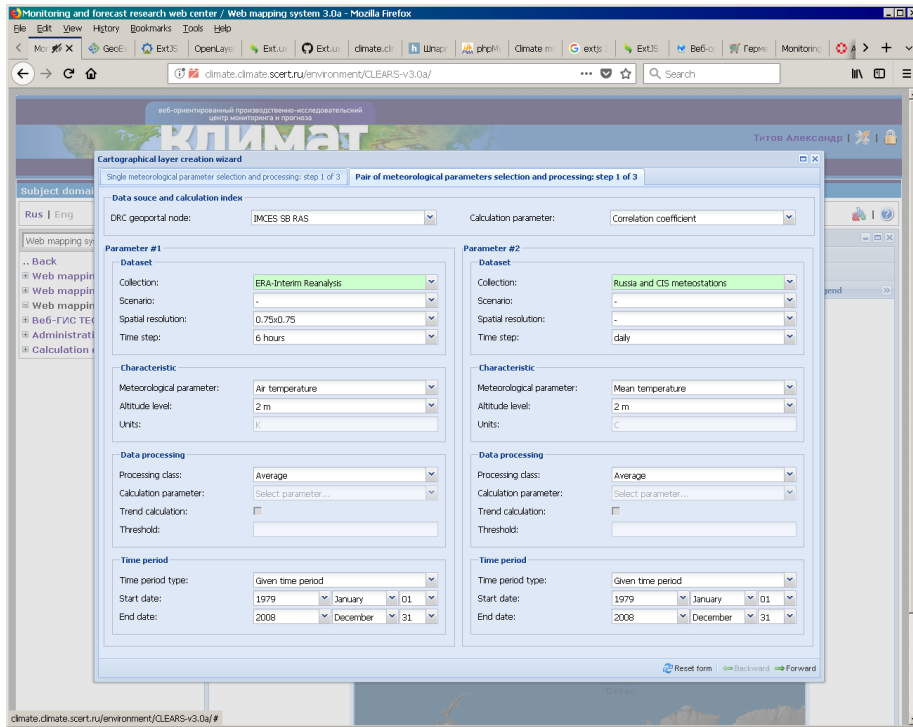 Monitoring and forecast research web center / Web mapping system 3.0a - Mozilla Firefox
File Edit View History Bookmarks Tools Help
GeoE ExtJS OpenLaye Ext.u Ext.u climate.cli phpM Climate m extjs ExtJS Веб-с Monitoring
climate.climate.scert.ru/environment/CLEARS-v3.0a/ Search
веб-ориентированный производственно-исследовательский
центр мониторинга и прогноза
КЛИМАТ
Титов Александр
Cartographical layer creation wizard
Single meteorological parameter selection and processing: step 1 of 3 Pair of meteorological parameters selection and processing: step 1 of 3
Subject domai
Data souce and calculation index
Rus | Eng
DRC geoportal node: IMCES SB RAS Calculation parameter: Correlation coefficient
Web mapping sy
.. Back
Web mappin
Web mappin
Web mappin
Веб-ГИС ТЕ
Administrati
Calculation
gend
Parameter #1
Dataset
Collection: ERA-Interim Reanalysis
Scenario: -
Spatial resolution: 0.75x0.75
Time step: 6 hours
Characteristic
Meteorological parameter: Air temperature
Altitude level: 2 m
Units: K
Data processing
Processing class: Average
Calculation parameter: Select parameter...
Trend calculation:
Threshold:
Time period
Time period type: Given time period
Start date: 1979 January 01
End date: 2008 December 31
Parameter #2
Dataset
Collection: Russia and CIS meteostations
Scenario: -
Spatial resolution: -
Time step: daily
Characteristic
Meteorological parameter: Mean temperature
Altitude level: 2 m
Units: C
Data processing
Processing class: Average
Calculation parameter: Select parameter...
Trend calculation:
Threshold:
Time period
Time period type: Given time period
Start date: 1979 January 01
End date: 2008 December 31
Reset form Backward Forward
climate.climate.scert.ru/environment/CLEARS-v3.0a/#